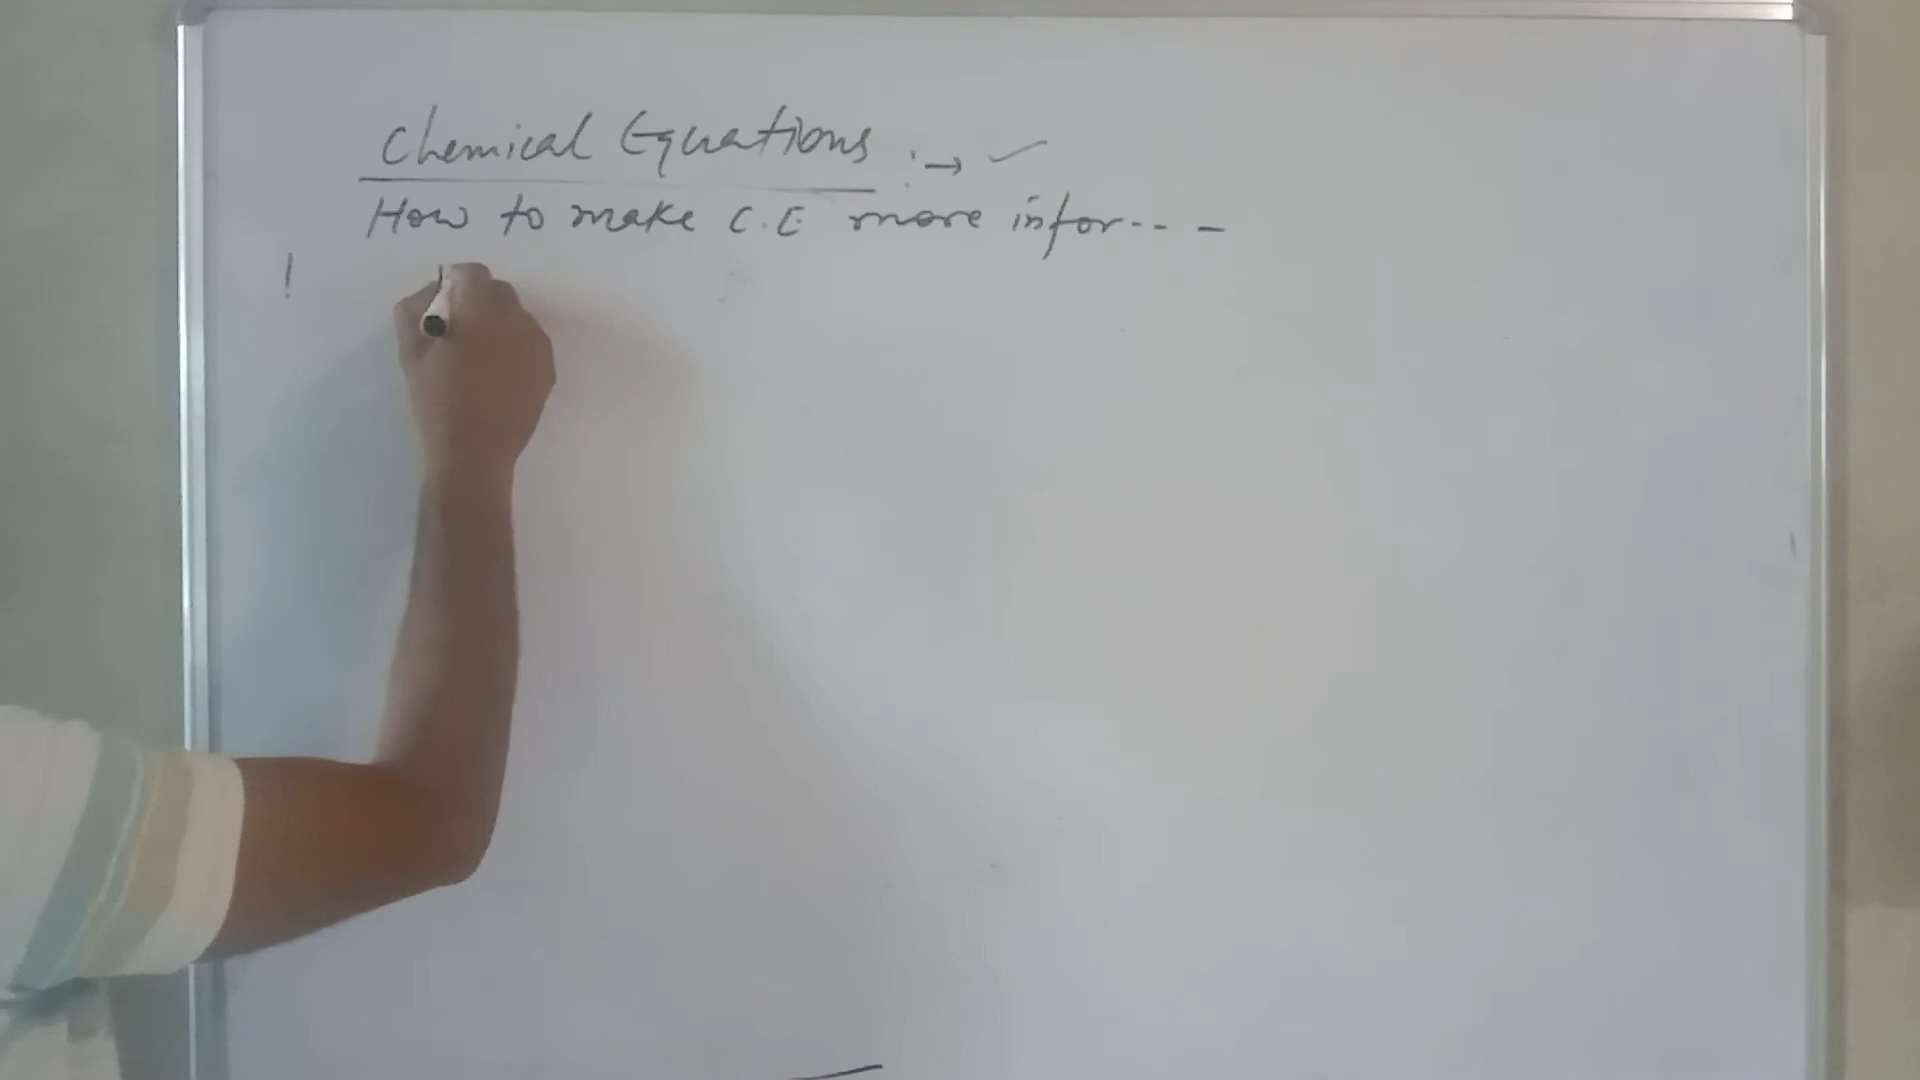 Chemical Equations :→ ✓
How to make C.E more infor--- -
!